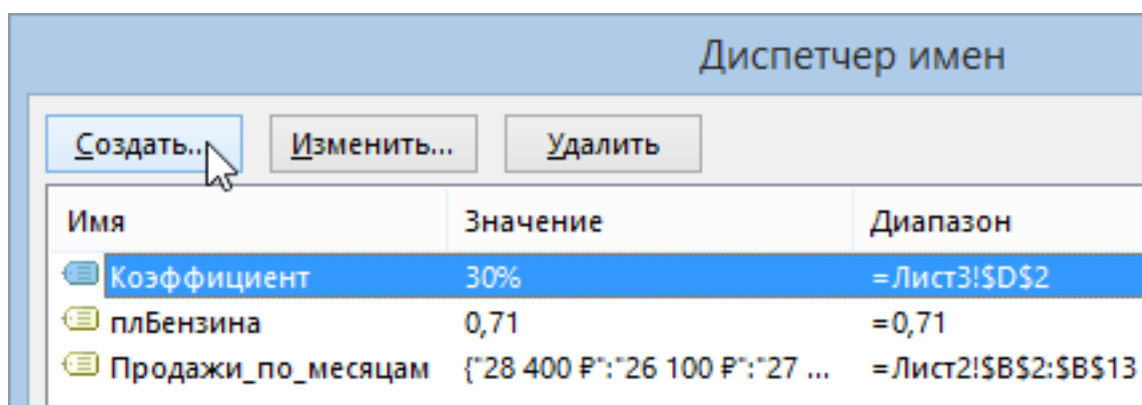 Диспетчер имен
Создать... Изменить... Удалить
Имя Значение Диапазон
Коэффициент 30% =Лист3!$D$2
плБензина 0,71 =0,71
Продажи_по_месяцам {"28 400 ₽":"26 100 ₽":"27 ... =Лист2!$B$2:$B$13